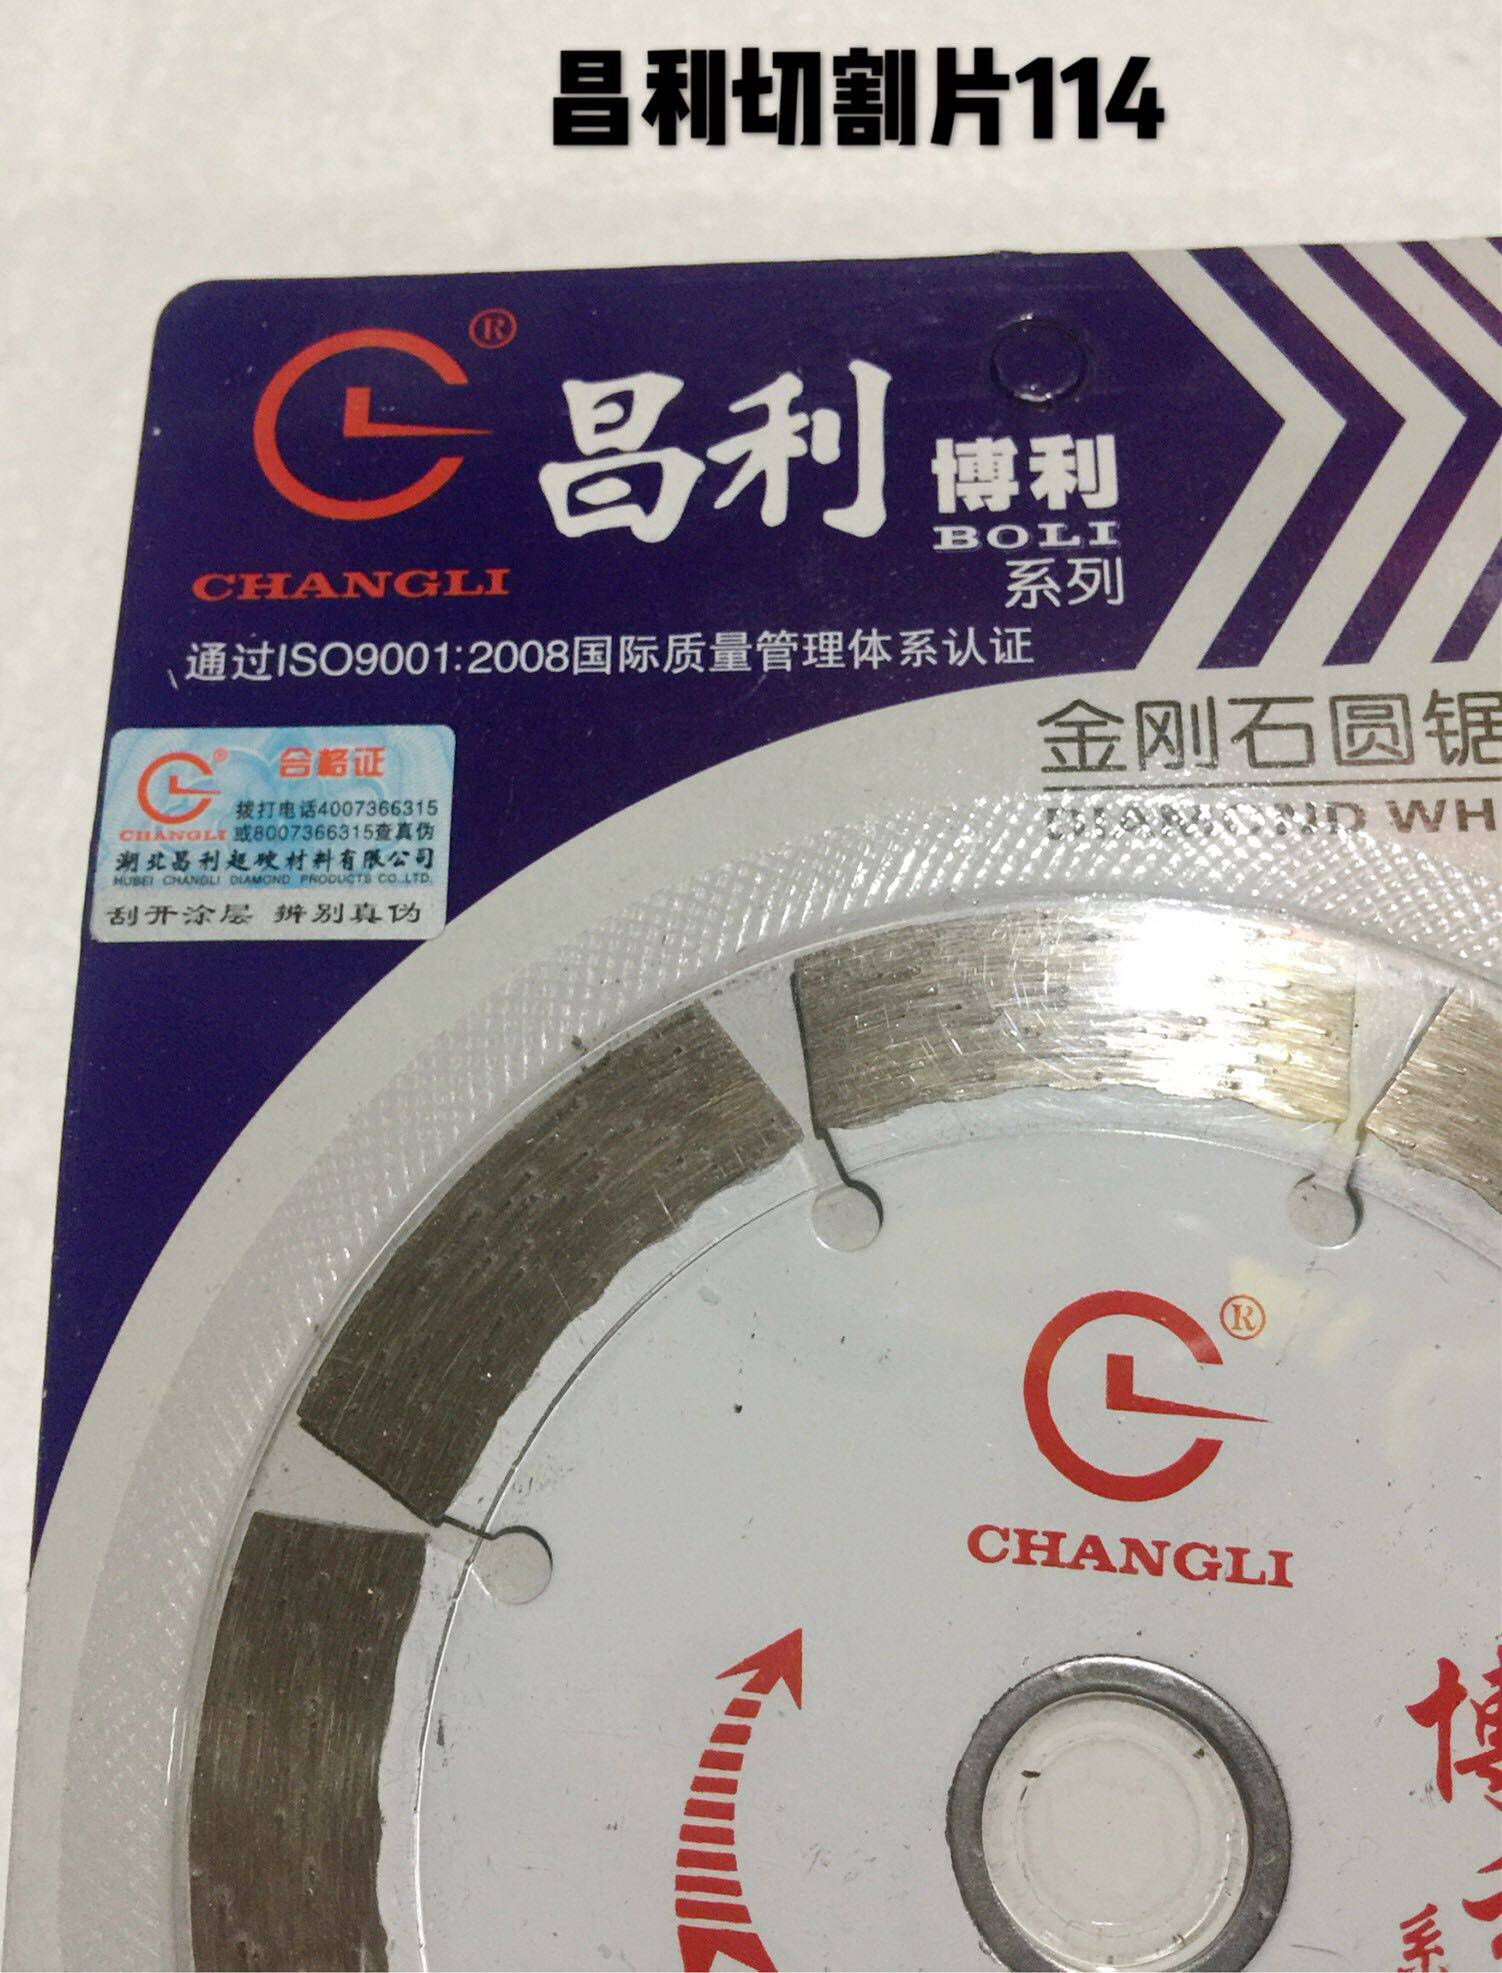 昌利切割片114
®
昌利
博利
BOLI
系列
CHANGLI
通过ISO9001:2008国际质量管理体系认证
金刚石圆锯
DIAMOND WH
®
合格证
拨打电话4007366315
CHANGLI
或8007366315查真伪
湖北昌利超硬材料有限公司
HUBEI CHANGLI DIAMOND PRODUCTS CO.,LTD.
刮开涂层 辨别真伪
®
CHANGLI
博
系